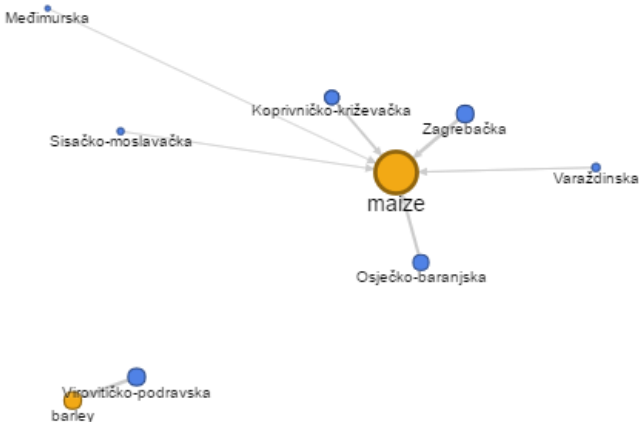 Međimurska
Koprivničko-križevačka
Zagrebačka
Sisačko-moslavačka
Varaždinska
maize
Osječko-baranjska
Virovitičko-podravska
barley